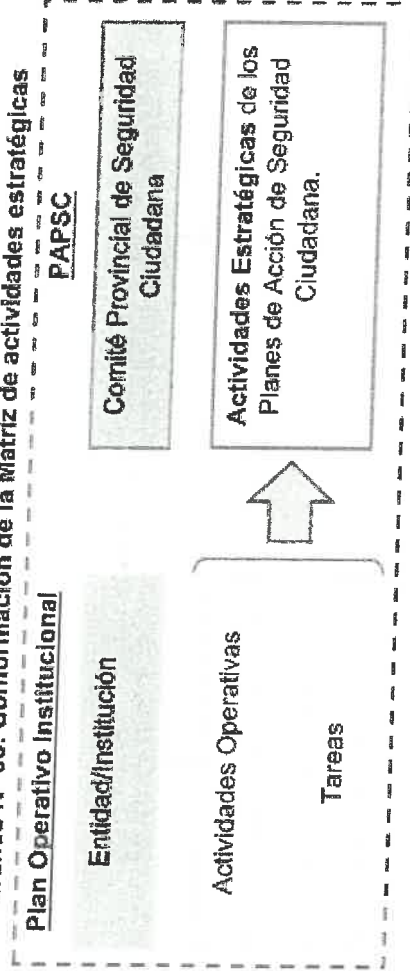 Conformación de la Matriz de actividades estratégicas
Plan Operativo Institucional
Entidad/Institución
Actividades Operativas
Tareas
PAPSC
Comité Provincial de Seguridad
Ciudadana
Actividades Estratégicas de los
Planes de Acción de Seguridad
Ciudadana.